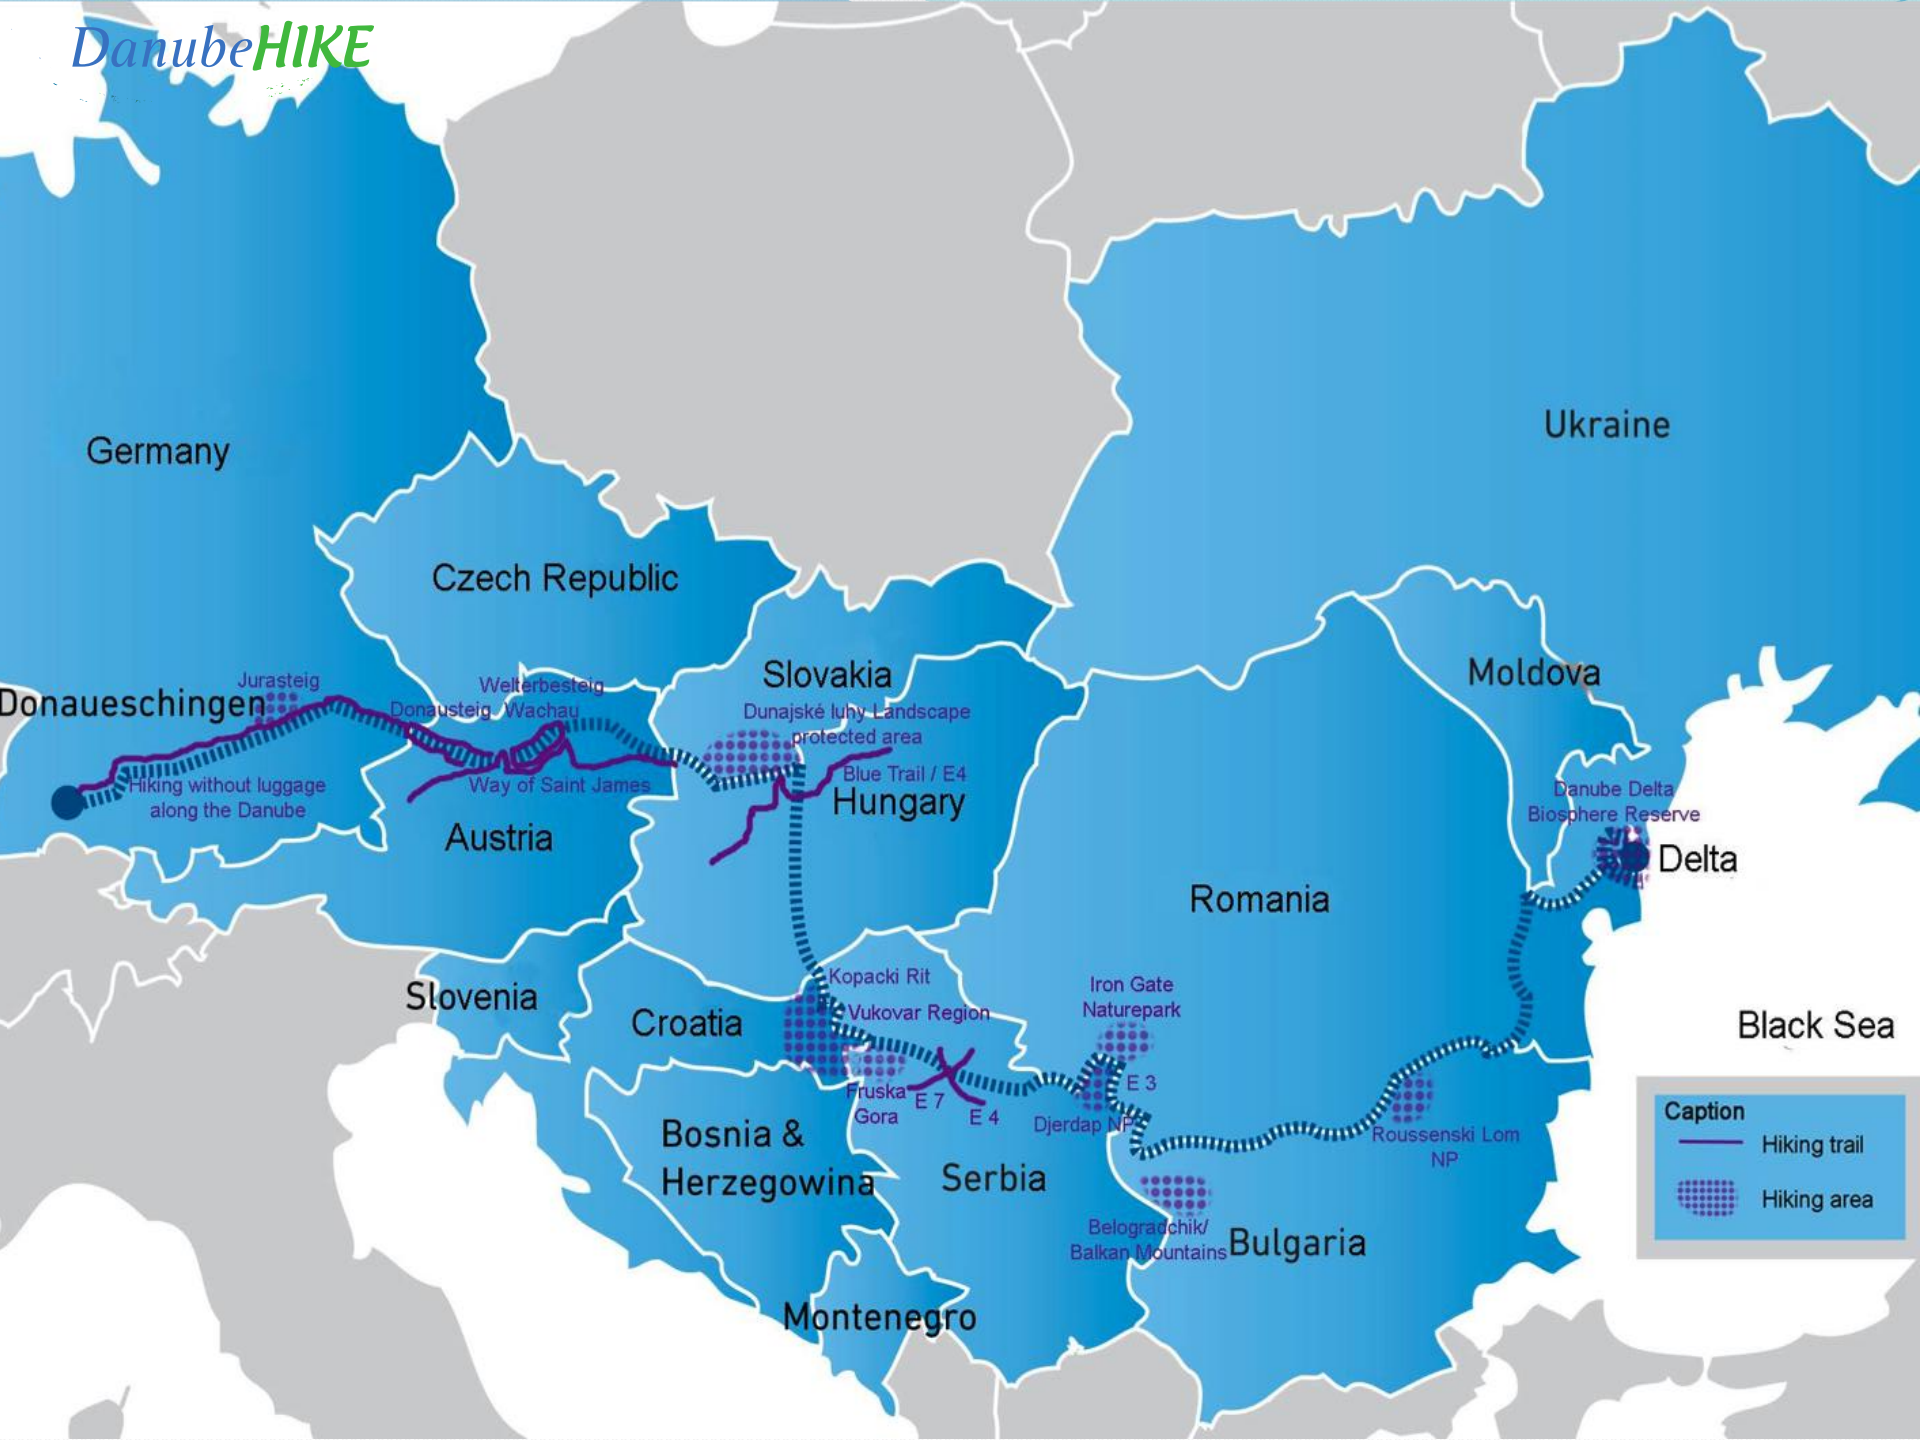 DanubeHIKE
Ukraine
Germany
Czech Republic
Slovakia
Moldova
Jurasteig
Donaueschingen
Welterbesteig
Donausteig Wachau
Dunajské luhy Landscape
protected area
Hiking without luggage
along the Danube
Way of Saint James
Blue Trail / E4
Hungary
Austria
Danube Delta
Biosphere Reserve
Delta
Romania
Kopacki Rit
Slovenia
Croatia
Vukovar Region
Iron Gate
Naturepark
Black Sea
Fruska
Gora
E 7
E 4
E 3
Djerdap NP
Bosnia &
Herzegowina
Serbia
Roussenski Lom
NP
Belogradchik/
Balkan Mountains
Bulgaria
Montenegro
Caption
Hiking trail
Hiking area